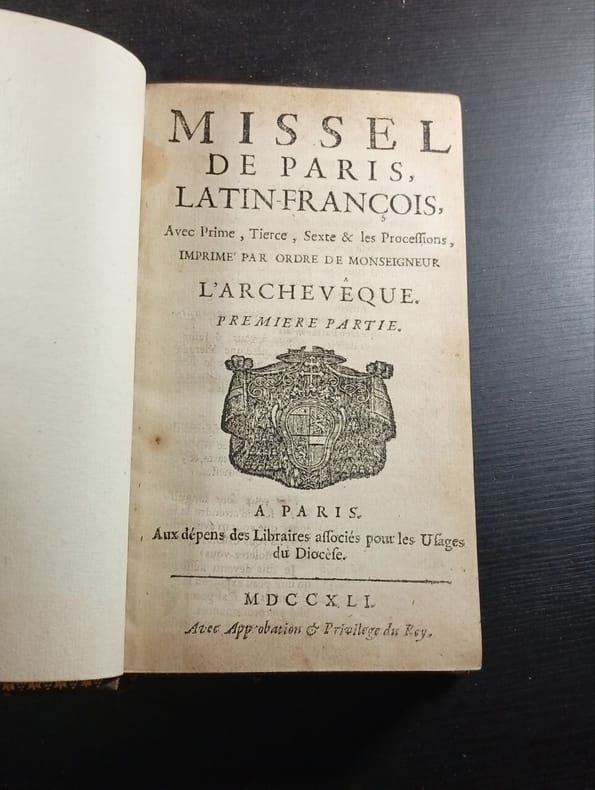 MISSEL
DE PARIS,
LATIN-FRANÇOIS,
Avec Prime, Tierce, Sexte & les Proceſſions,
IMPRIME' PAR ORDRE DE MONSEIGNEUR
L'ARCHEVÊQUE.
PREMIERE PARTIE.
A PARIS.
Aux dépens des Libraires aſſociés pour les Uſages
du Diocèſe.
MDCCXLI.
Avec Approbation & Privilege du Roy.